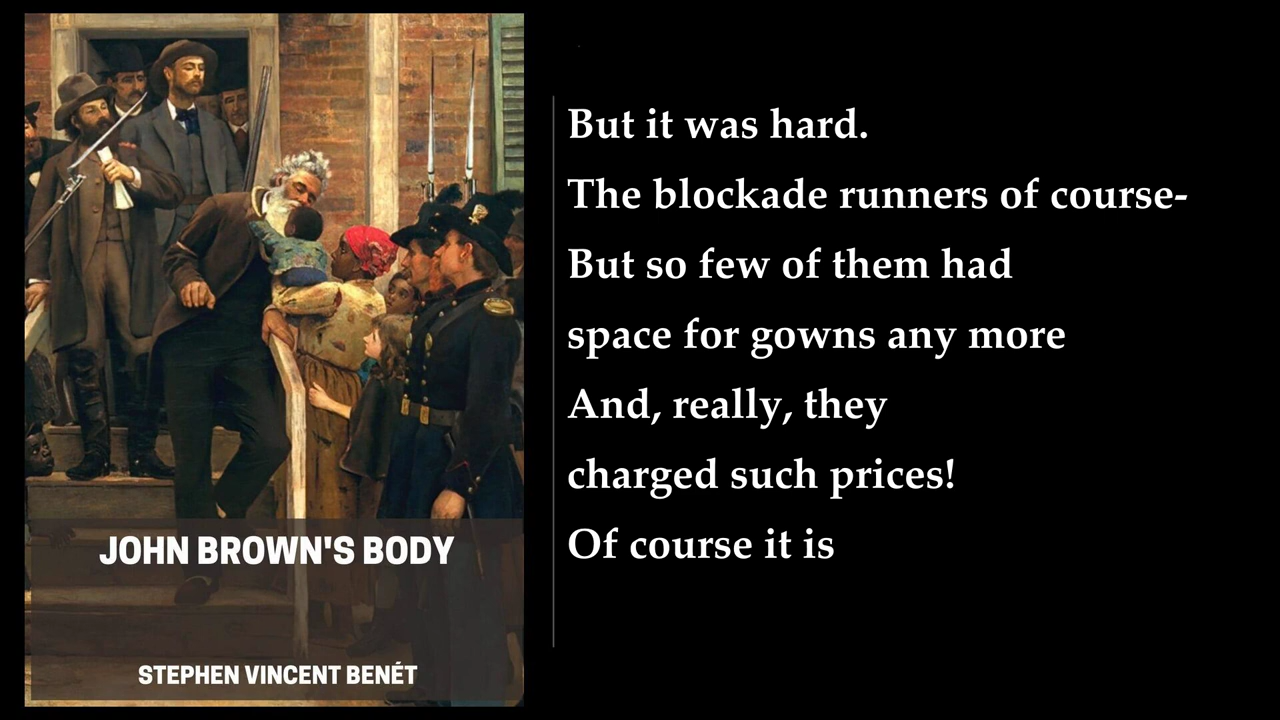 JOHN BROWN'S BODY
STEPHEN VINCENT BENÉT
But it was hard.
The blockade runners of course-
But so few of them had
space for gowns any more
And, really, they
charged such prices!
Of course it is